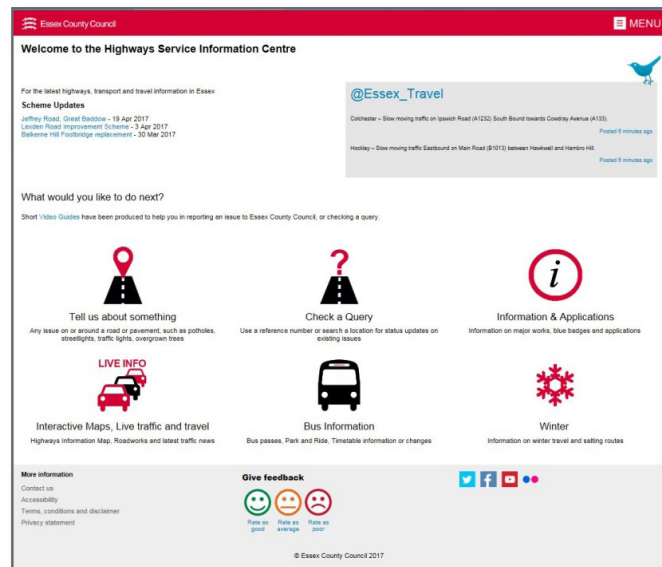 Essex County Council
MENU
Welcome to the Highways Service Information Centre
For the latest highways, transport and travel information in Essex
Scheme Updates
Jeffrey Road, Great Baddow - 19 Apr 2017
Lexden Road Improvement Scheme - 3 Apr 2017
Balkerne Hill Footbridge replacement - 30 Mar 2017
@Essex_Travel
Colchester – Slow moving traffic on Ipswich Road (A1232) South Bound towards Cowdray Avenue (A133).
Posted 5 minutes ago
Hockley – Slow moving traffic Eastbound on Main Road (B1013) between Hawkwell and Hambro Hill.
Posted 5 minutes ago
What would you like to do next?
Short Video Guides have been produced to help you in reporting an issue to Essex County Council, or checking a query.
Tell us about something
Any issue on or around a road or pavement, such as potholes,
streetlights, traffic lights, overgrown trees
?
Check a Query
Use a reference number or search a location for status updates on
existing issues
i
Information & Applications
Information on major works, blue badges and applications
LIVE INFO
Interactive Maps, Live traffic and travel
Highways Information Map, Roadworks and latest traffic news
Bus Information
Bus passes, Park and Ride, Timetable information or changes
Winter
Information on winter travel and salting routes
More information
Contact us
Accessibility
Terms, conditions and disclaimer
Privacy statement
Give feedback
Rate as
good
Rate as
average
Rate as
poor
© Essex County Council 2017